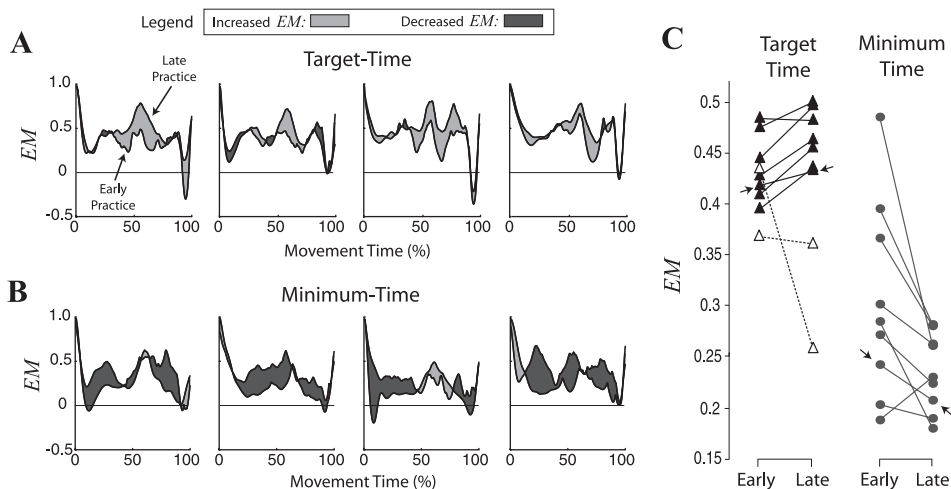 Legend Increased EM: Decreased EM:
A
Target-Time
EM
1.0
0.5
0
-0.5
Late
Practice
Early
Practice
0 50 100 0 50 100 0 50 100 0 50 100
Movement Time (%)
B
Minimum-Time
EM
1.0
0.5
0
-0.5
0 50 100 0 50 100 0 50 100 0 50 100
Movement Time (%)
C
Target
Time
Minimum
Time
EM
0.5
0.45
0.4
0.35
0.3
0.25
0.2
0.15
Early Late Early Late